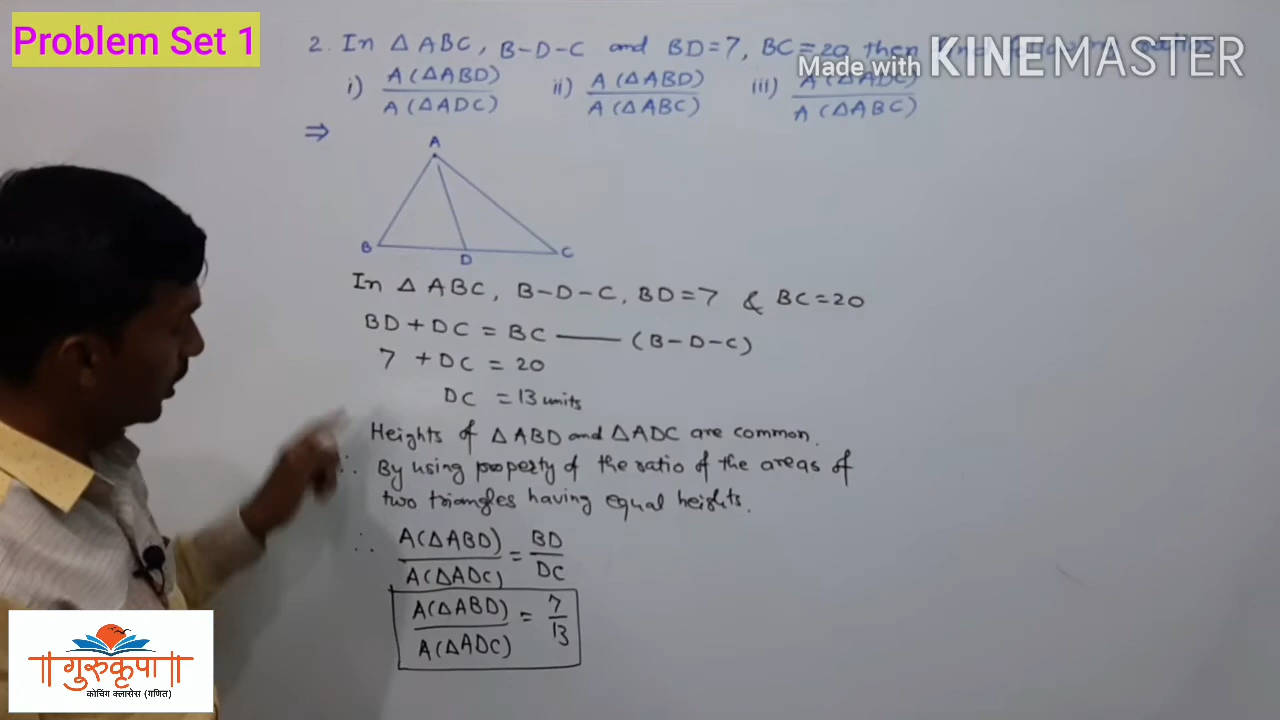 Problem Set 1
2. In △ABC, B-D-C and BD=7, BC=20 then
Made with KINEMASTER
i) A(△ABD)/A(△ADC) ii) A(△ABD)/A(△ABC) iii) A(△ADC)/A(△ABC)
⇒
A
B D C
In △ABC, B-D-C, BD=7 & BC=20
BD+DC = BC —— (B-D-C)
7 +DC = 20
DC = 13 units
Heights of △ABD and △ADC are common.
∴ By using property of the ratio of the areas of
two triangles having equal heights.
∴ A(△ABD)/A(△ADC) = BD/DC
A(△ABD)/A(△ADC) = 7/13
॥ गुरुकृपा ॥
कोचिंग क्लासेस (गणित)